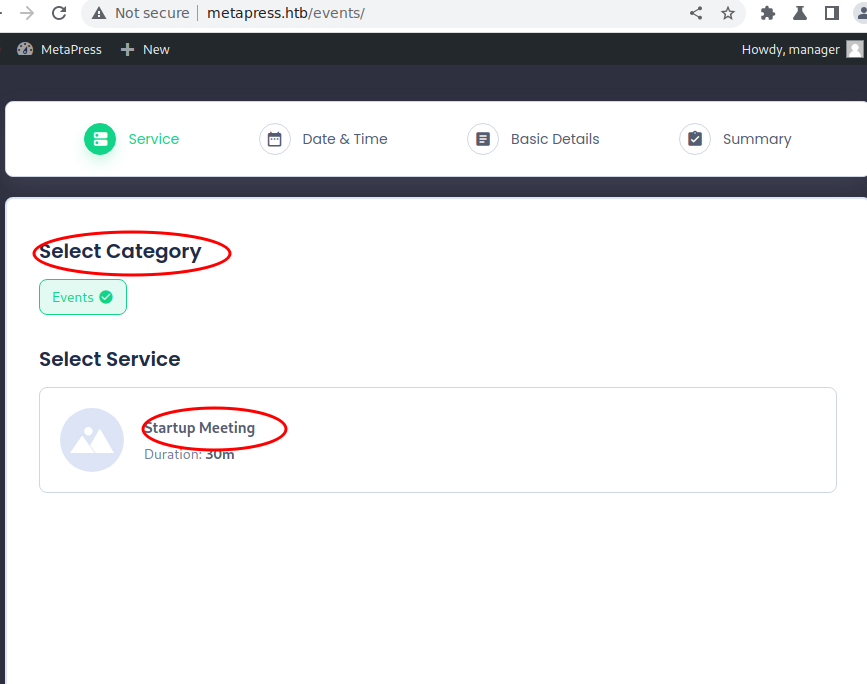 Not secure | metapress.htb/events/
MetaPress + New Howdy, manager
Service Date & Time Basic Details Summary
Select Category
Events
Select Service
Startup Meeting
Duration: 30m